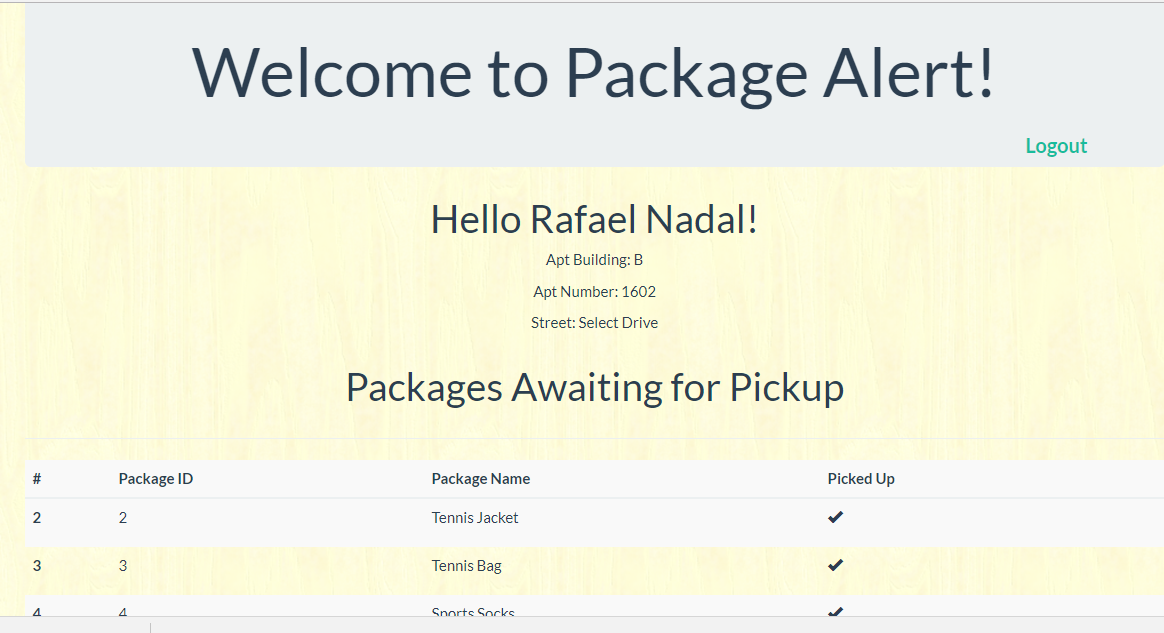 Welcome to Package Alert!
Logout
Hello Rafael Nadal!
Apt Building: B
Apt Number: 1602
Street: Select Drive
Packages Awaiting for Pickup
# Package ID Package Name Picked Up
2 2 Tennis Jacket ✔
3 3 Tennis Bag ✔
4 4 Sports Socks ✔